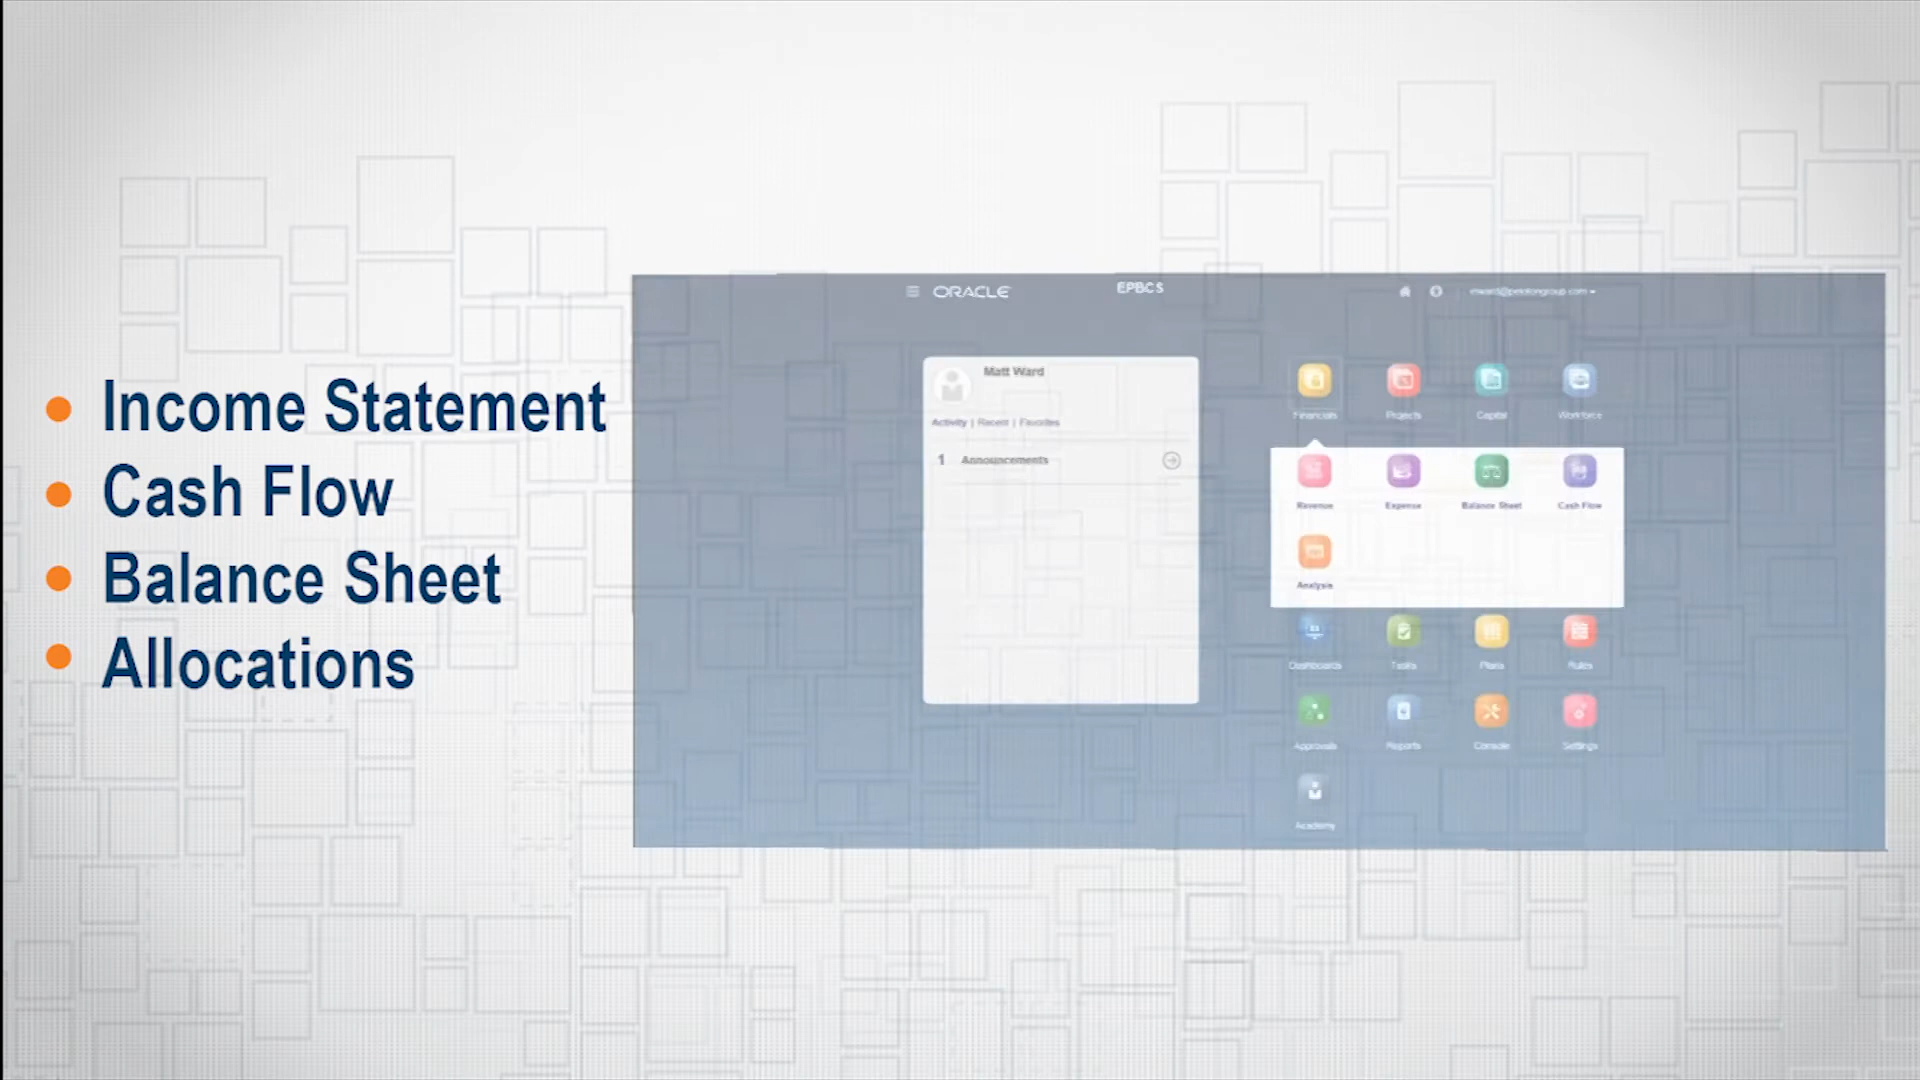 Income Statement
Cash Flow
Balance Sheet
Allocations
ORACLE
EPBCS
Matt Ward
Activity | Recent | Favorites
1 Announcements
Financials Projects Capital Workforce
Revenue Expense Balance Sheet Cash Flow
Analysis
Dashboards Tasks Plans Rules
Approvals Reports Console Settings
Academy